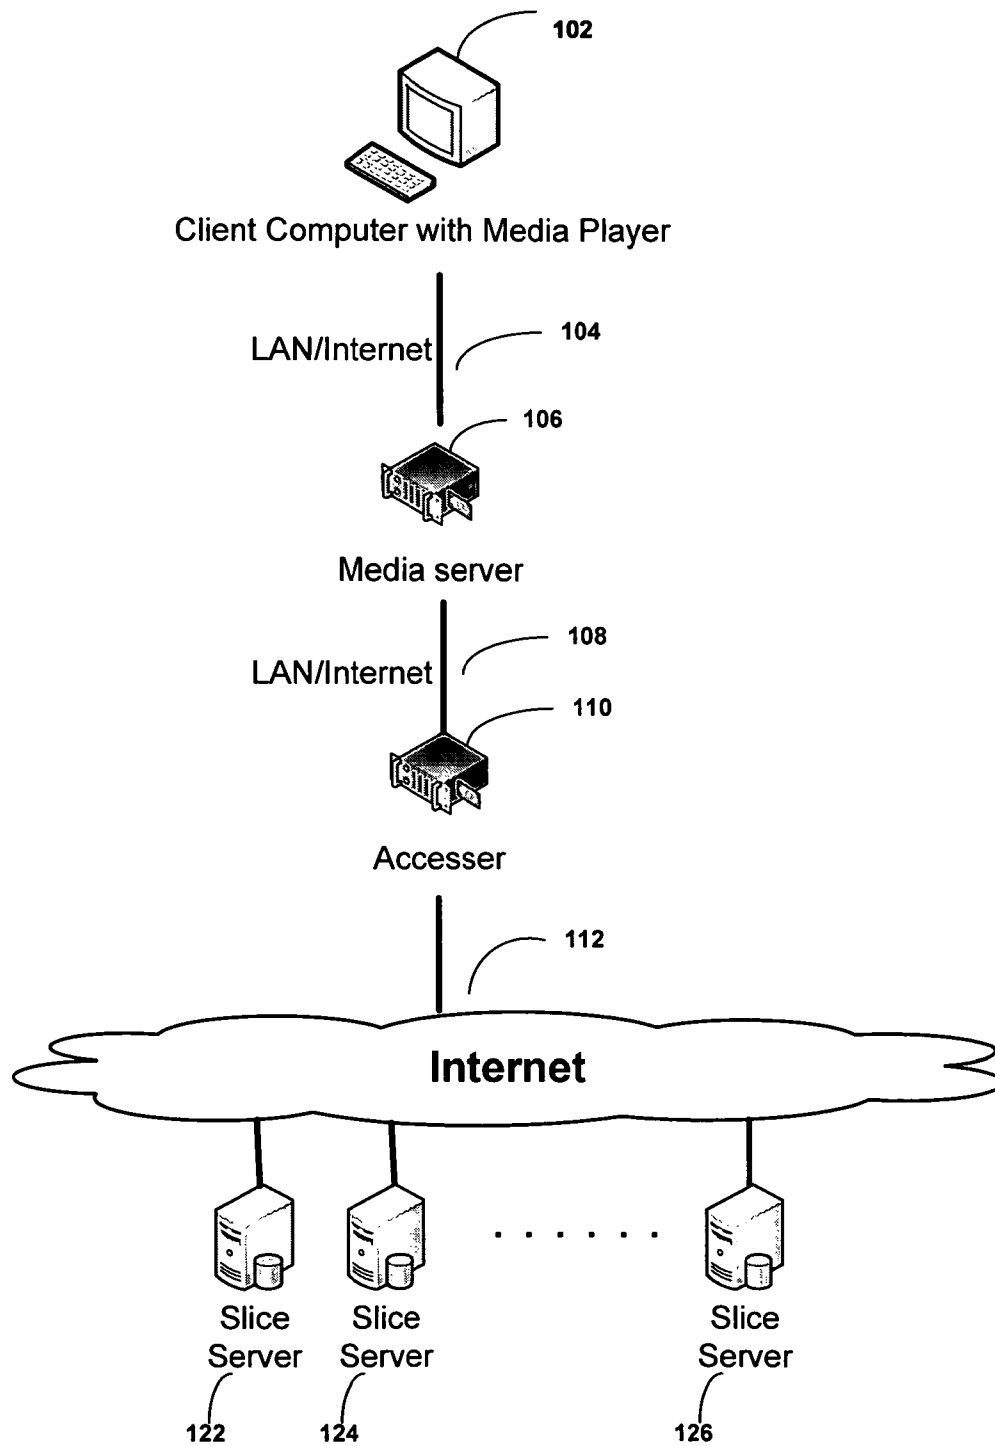 102
Client Computer with Media Player
LAN/Internet
104
106
Media server
LAN/Internet
108
110
Accesser
112
Internet
Slice
Server
Slice
Server
. . . . . .
Slice
Server
122
124
126